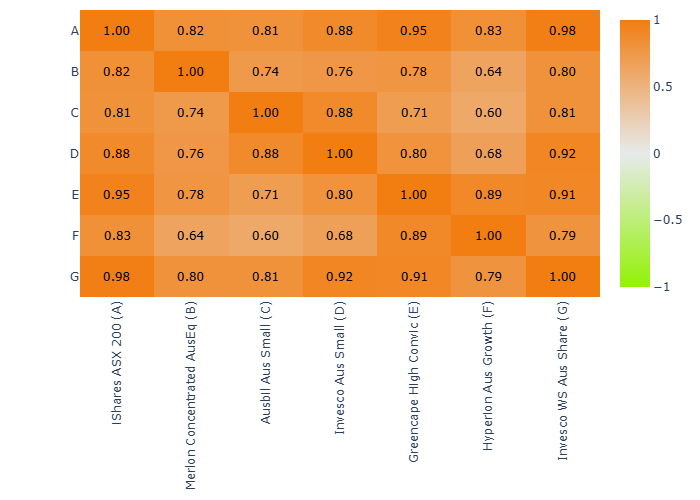 A 1.00 0.82 0.81 0.88 0.95 0.83 0.98
B 0.82 1.00 0.74 0.76 0.78 0.64 0.80
C 0.81 0.74 1.00 0.88 0.71 0.60 0.81
D 0.88 0.76 0.88 1.00 0.80 0.68 0.92
E 0.95 0.78 0.71 0.80 1.00 0.89 0.91
F 0.83 0.64 0.60 0.68 0.89 1.00 0.79
G 0.98 0.80 0.81 0.92 0.91 0.79 1.00
IShares ASX 200 (A)
Merlon Concentrated AusEq (B)
Ausbil Aus Small (C)
Invesco Aus Small (D)
Greencape High Convic (E)
Hyperion Aus Growth (F)
Invesco WS Aus Share (G)
1
0.5
0
−0.5
−1